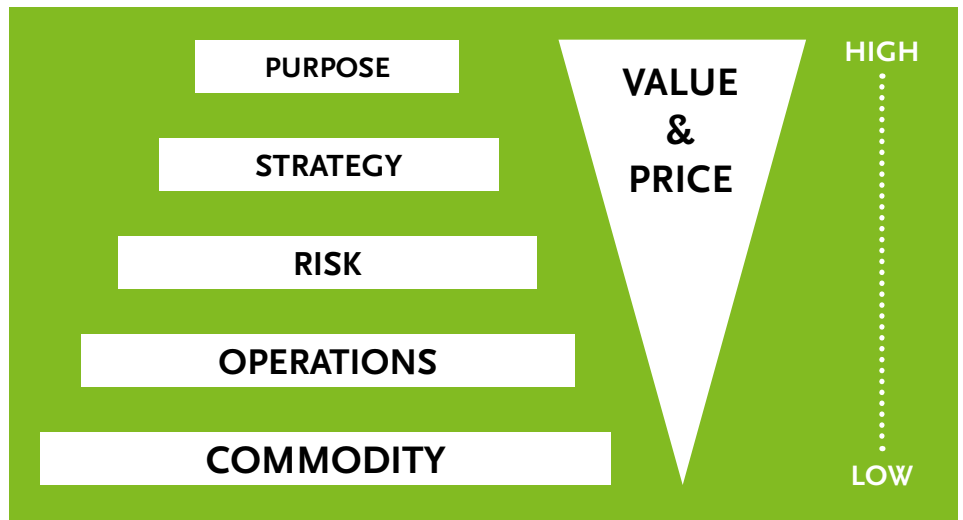 PURPOSE
STRATEGY
RISK
OPERATIONS
COMMODITY
VALUE
&
PRICE
HIGH
LOW